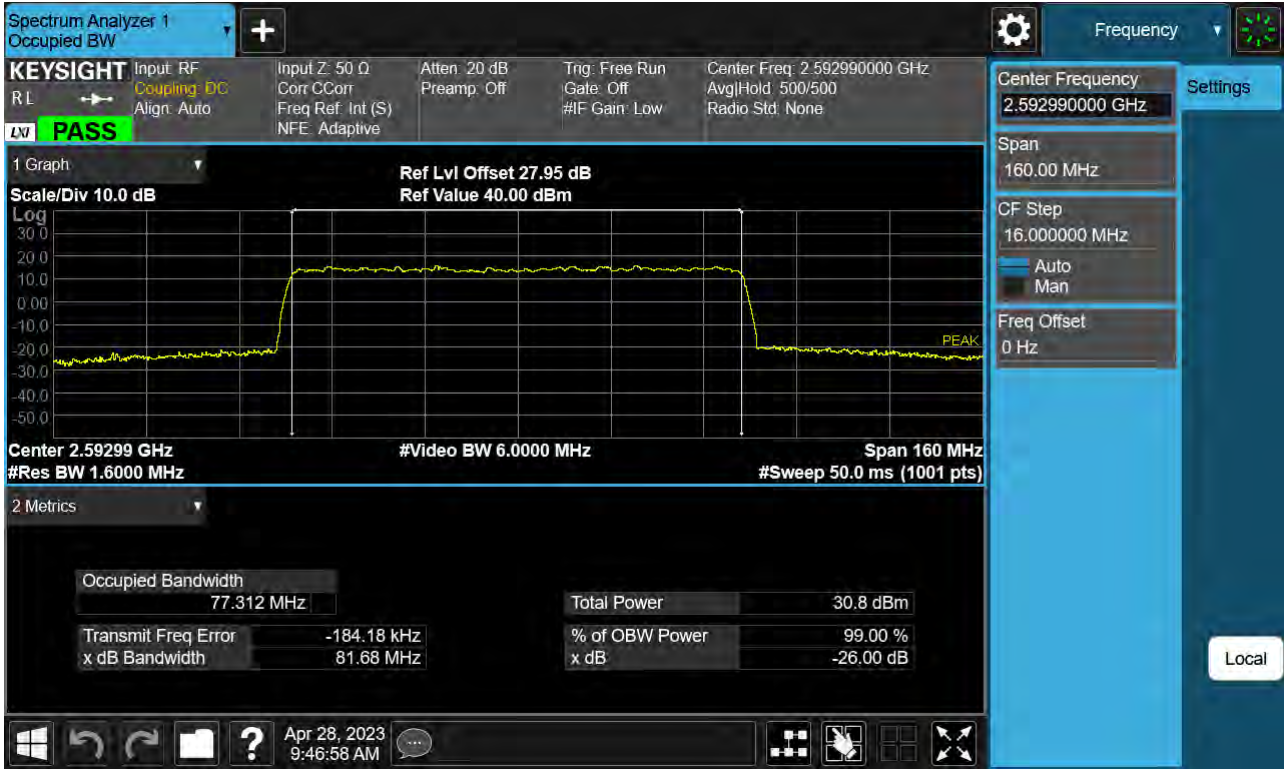 Spectrum Analyzer 1
Occupied BW
+
Frequency
KEYSIGHT
R L
LXI PASS
Input: RF
Coupling: DC
Align: Auto
Input Z: 50 Ω
Corr CCorr
Freq Ref: Int (S)
NFE: Adaptive
Atten: 20 dB
Preamp: Off
Trig: Free Run
Gate: Off
#IF Gain: Low
Center Freq: 2.592990000 GHz
Avg|Hold: 500/500
Radio Std: None
Center Frequency
2.592990000 GHz
Settings
Span
160.00 MHz
CF Step
16.000000 MHz
Auto
Man
Freq Offset
0 Hz
Local
1 Graph
Ref Lvl Offset 27.95 dB
Scale/Div 10.0 dB
Ref Value 40.00 dBm
Log
30.0
20.0
10.0
0.00
-10.0
-20.0
-30.0
-40.0
-50.0
PEAK
Center 2.59299 GHz
#Video BW 6.0000 MHz
Span 160 MHz
#Res BW 1.6000 MHz
#Sweep 50.0 ms (1001 pts)
2 Metrics
Occupied Bandwidth
77.312 MHz
Total Power 30.8 dBm
Transmit Freq Error -184.18 kHz
% of OBW Power 99.00 %
x dB Bandwidth 81.68 MHz
x dB -26.00 dB
?
Apr 28, 2023
9:46:58 AM